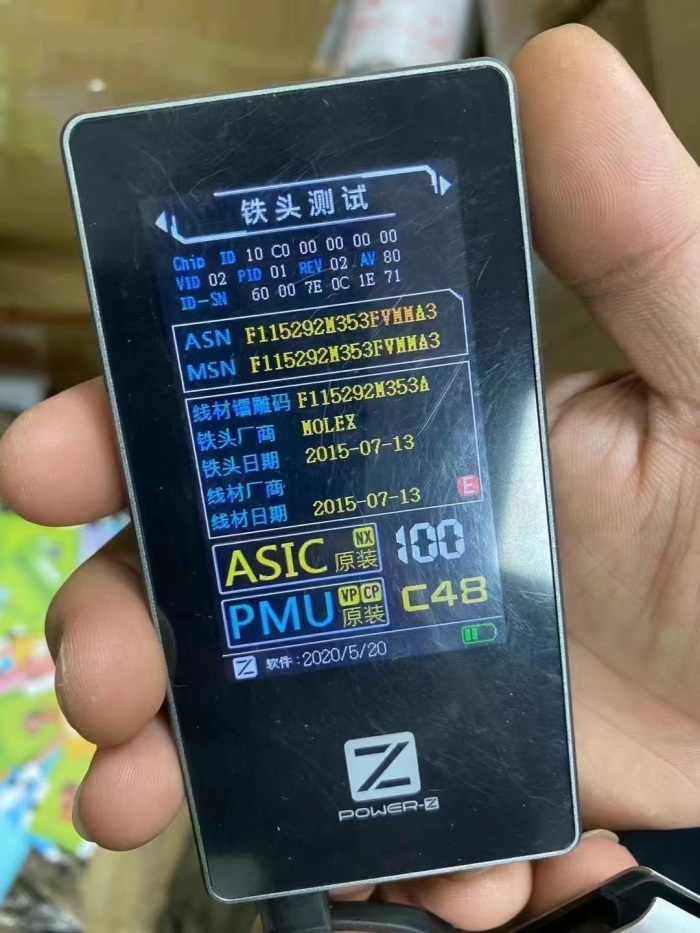 铁头测试
Chip ID 10 C0 00 00 00 00
VID 02 PID 01 REV 02 AV 80
ID-SN 60 00 7E 0C 1E 71
ASN F115292M353FVMMA3
MSN F115292M353FVMMA3
线材镭雕码 F115292M353A
铁头厂商 MOLEX
铁头日期 2015-07-13
线材厂商 E
线材日期 2015-07-13
ASIC NX 原装 100
PMU VP CP 原装 C48
Z 软件:2020/5/20
Z
POWER-Z